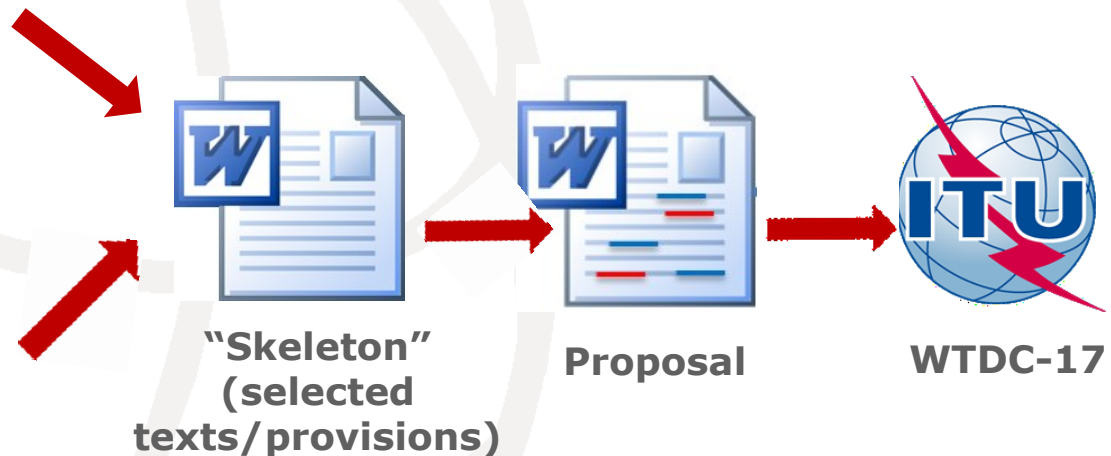 W
W
ITU
“Skeleton”
(selected
texts/provisions)
Proposal
WTDC-17